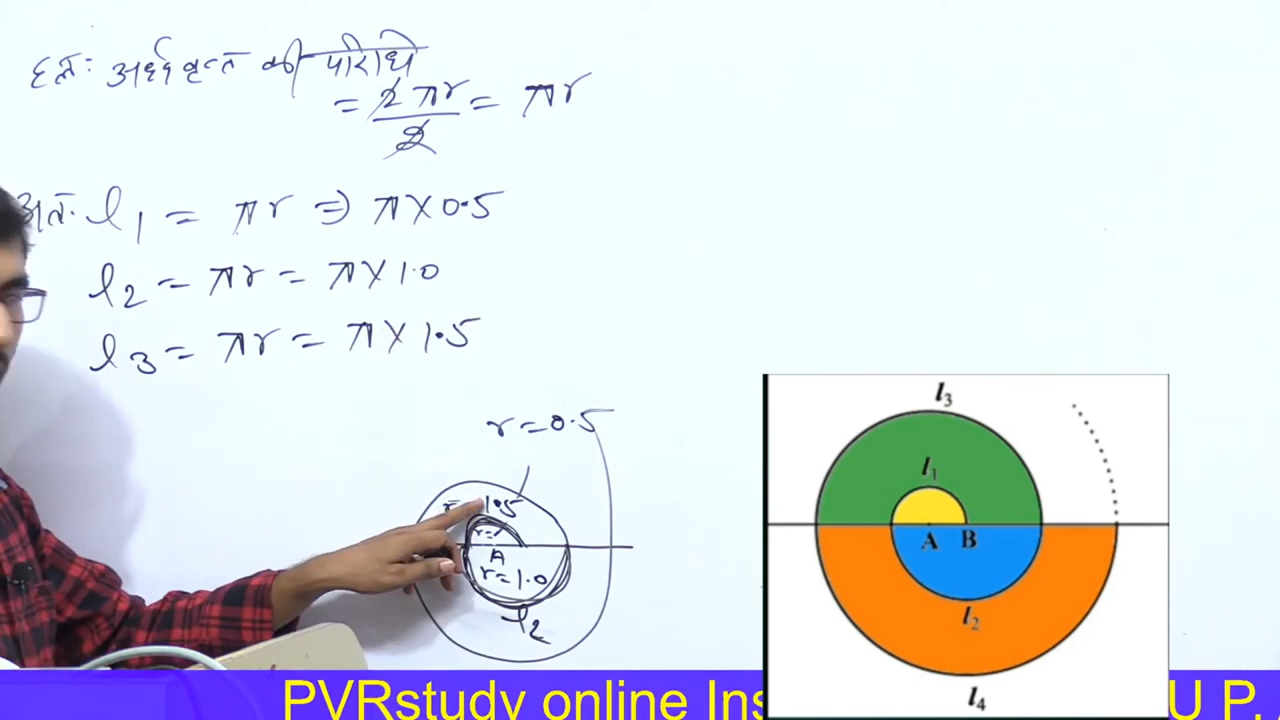 हल: अर्धवृत्त की परिधि
= 2πr/2 = πr
अतः l1 = πr ⇒ π×0.5
l2 = πr = π×1.0
l3 = πr = π×1.5
r=0.5
r=1.5
r=
A
r=1.0
l2
l3
l1
A B
l2
l4
PVRstudy online Ins
U P.